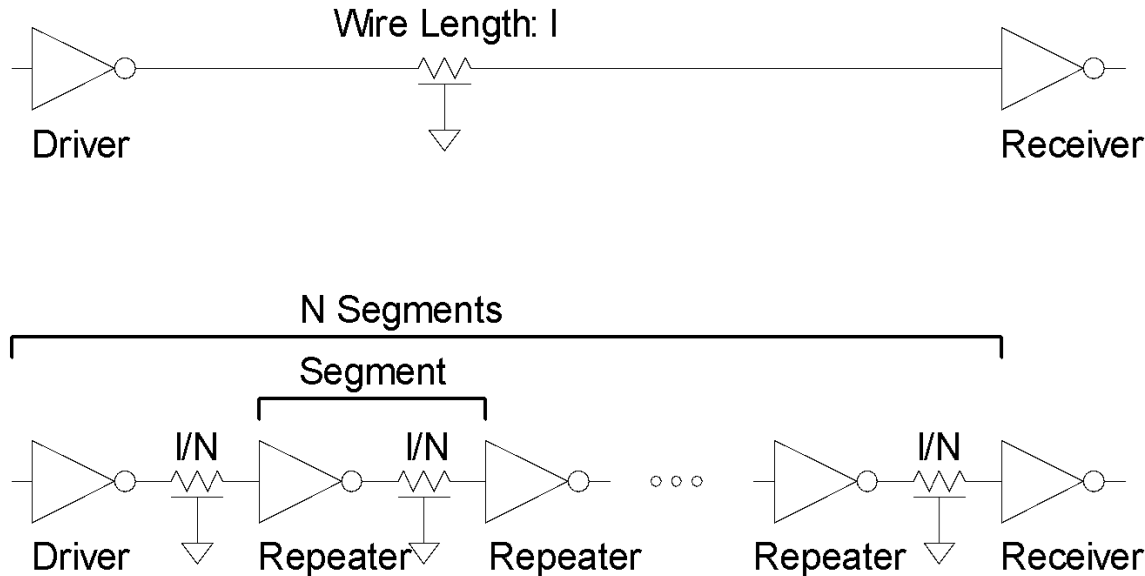 Wire Length: l
Driver
Receiver
N Segments
Segment
l/N
l/N
l/N
Driver
Repeater
Repeater
Repeater
Receiver